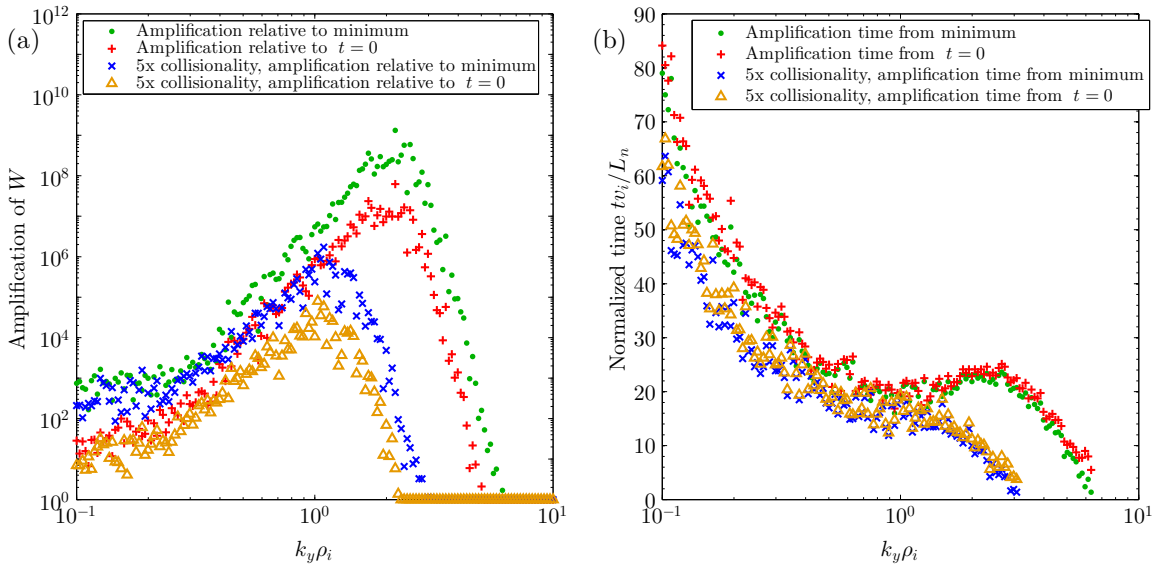 (a)
Amplification relative to minimum
Amplification relative to t = 0
5x collisionality, amplification relative to minimum
5x collisionality, amplification relative to t = 0
Amplification of W
10^12
10^10
10^8
10^6
10^4
10^2
10^0
10^−1
10^0
10^1
k_yρ_i
(b)
Amplification time from minimum
Amplification time from t = 0
5x collisionality, amplification time from minimum
5x collisionality, amplification time from t = 0
Normalized time tv_i/L_n
90
80
70
60
50
40
30
20
10
0
10^−1
10^0
10^1
k_yρ_i